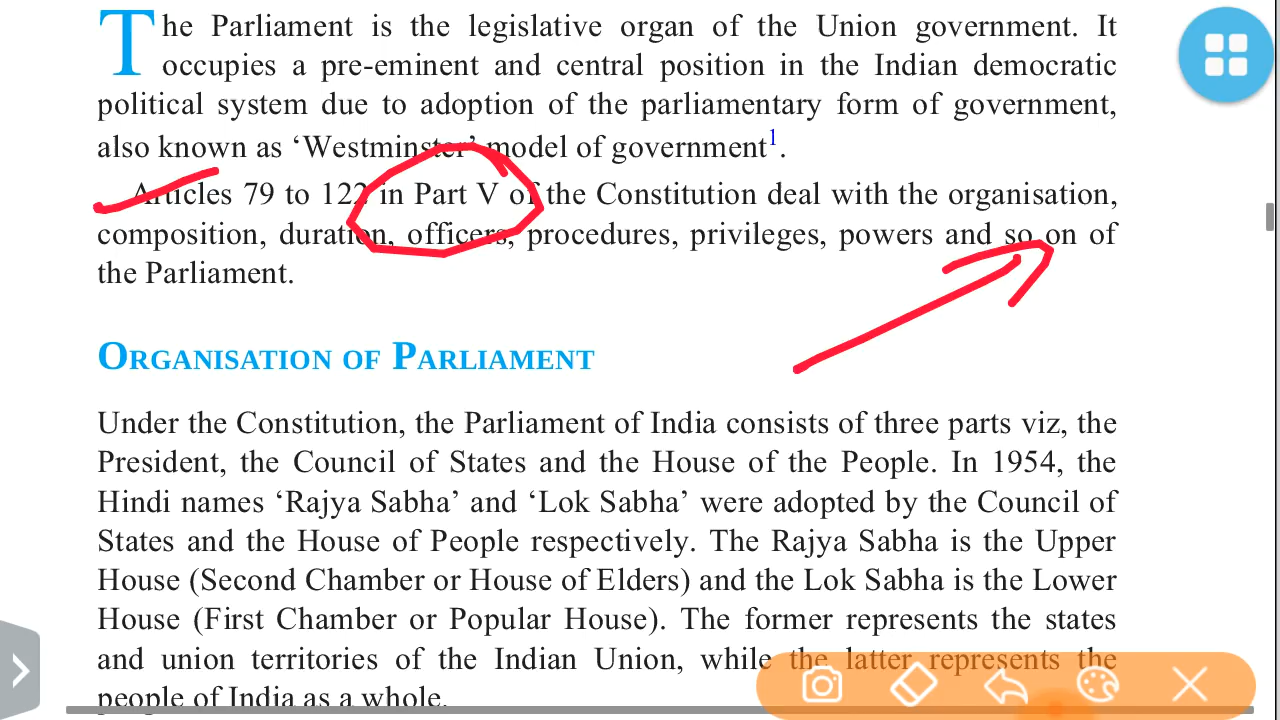 The Parliament is the legislative organ of the Union government. It
occupies a pre-eminent and central position in the Indian democratic
political system due to adoption of the parliamentary form of government,
also known as ‘Westminster’ model of government1.
Articles 79 to 122 in Part V of the Constitution deal with the organisation,
composition, duration, officers, procedures, privileges, powers and so on of
the Parliament.
ORGANISATION OF PARLIAMENT
Under the Constitution, the Parliament of India consists of three parts viz, the
President, the Council of States and the House of the People. In 1954, the
Hindi names ‘Rajya Sabha’ and ‘Lok Sabha’ were adopted by the Council of
States and the House of People respectively. The Rajya Sabha is the Upper
House (Second Chamber or House of Elders) and the Lok Sabha is the Lower
House (First Chamber or Popular House). The former represents the states
and union territories of the Indian Union, while the latter represents the
people of India as a whole.